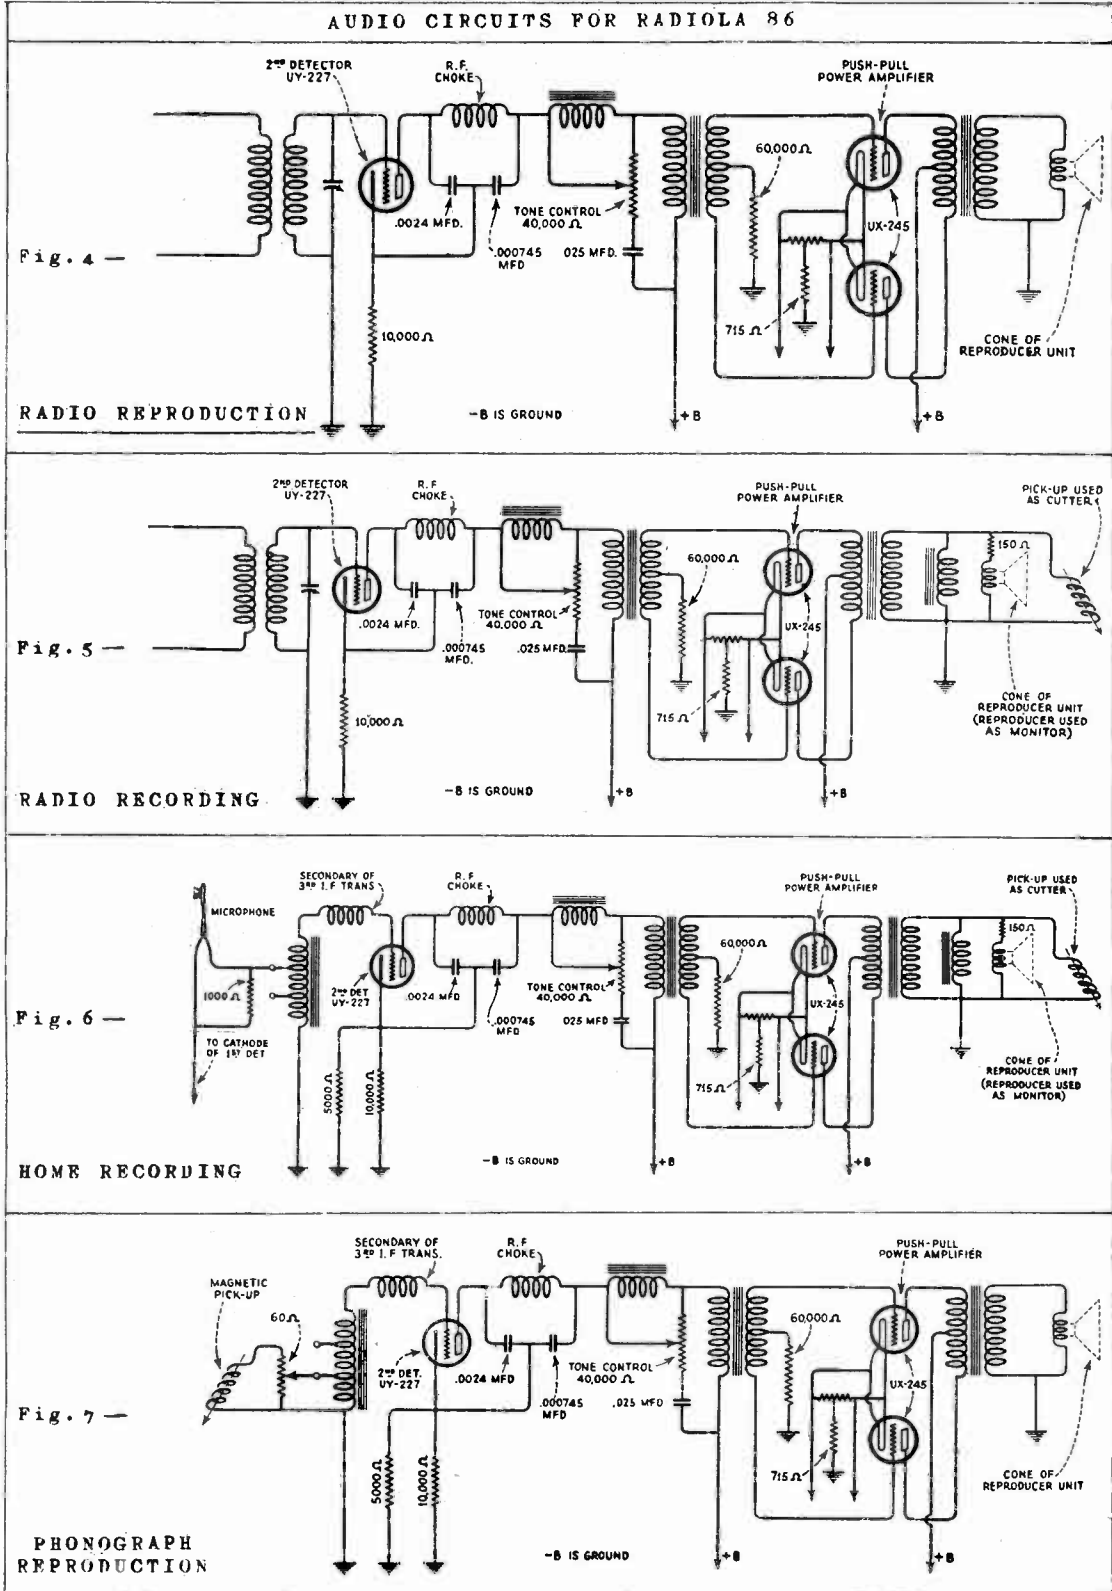 AUDIO CIRCUITS FOR RADIOLA 86
2ND DETECTOR
UY-227
R.F.
CHOKE
PUSH-PULL
POWER AMPLIFIER
60,000Ω
.0024 MFD.
.000745
MFD
TONE CONTROL
40,000Ω
025 MFD.
UX-245
715Ω
10,000Ω
CONE OF
REPRODUCER UNIT
Fig. 4 —
RADIO REPRODUCTION
-B IS GROUND
+B
+B
2ND DETECTOR
UY-227
R.F
CHOKE
PUSH-PULL
POWER AMPLIFIER
PICK-UP USED
AS CUTTER
150Ω
60,000Ω
.0024 MFD.
.000745
MFD.
TONE CONTROL
40,000Ω
.025 MFD.
UX-245
715Ω
10,000Ω
CONE OF
REPRODUCER UNIT
(REPRODUCER USED
AS MONITOR)
Fig. 5 —
RADIO RECORDING
-B IS GROUND
+B
+B
SECONDARY OF
3RD I.F TRANS
R.F
CHOKE
PUSH-PULL
POWER AMPLIFIER
PICK-UP USED
AS CUTTER
MICROPHONE
150Ω
60,000Ω
1000Ω
2ND DET
UY-227
.0024 MFD
.000745
MFD
TONE CONTROL
40,000Ω
025 MFD
UX-245
715Ω
TO CATHODE
OF 1ST DET
5000Ω
10,000Ω
CONE OF
REPRODUCER UNIT
(REPRODUCER USED
AS MONITOR)
Fig. 6 —
HOME RECORDING
-B IS GROUND
+B
+B
SECONDARY OF
3RD I.F TRANS.
R.F
CHOKE
PUSH-PULL
POWER AMPLIFIER
MAGNETIC
PICK-UP
60Ω
60,000Ω
2ND DET.
UY-227
.0024 MFD
.000745
MFD
TONE CONTROL
40,000Ω
.025 MFD
UX-245
715Ω
5000Ω
10,000Ω
CONE OF
REPRODUCER UNIT
Fig. 7 —
PHONOGRAPH
REPRODUCTION
-B IS GROUND
+B
+B